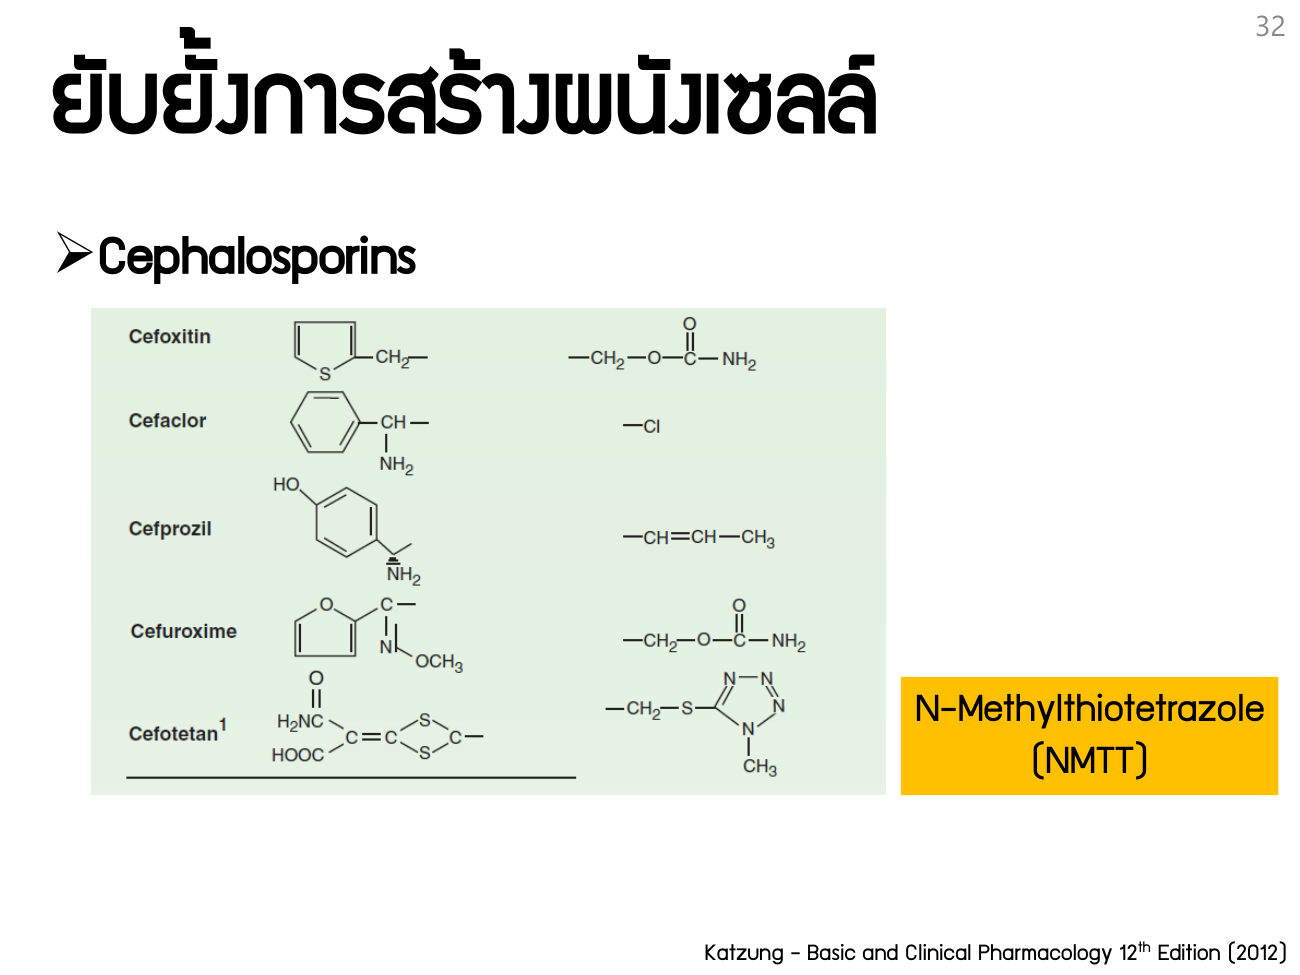 32
ยับยั้งการสร้างผนังเซลล์
Cephalosporins
Cefoxitin
S
CH2
CH2 O C NH2
O
Cefaclor
CH
NH2
Cl
Cefprozil
HO
NH2
CH=CH—CH3
Cefuroxime
O
C
N
OCH3
O
CH2 O C NH2
Cefotetan1
O
H2NC
HOOC
C=C
S
S
C
CH2 S
N N
N
N
CH3
N-Methylthiotetrazole
(NMTT)
Katzung - Basic and Clinical Pharmacology 12th Edition (2012)